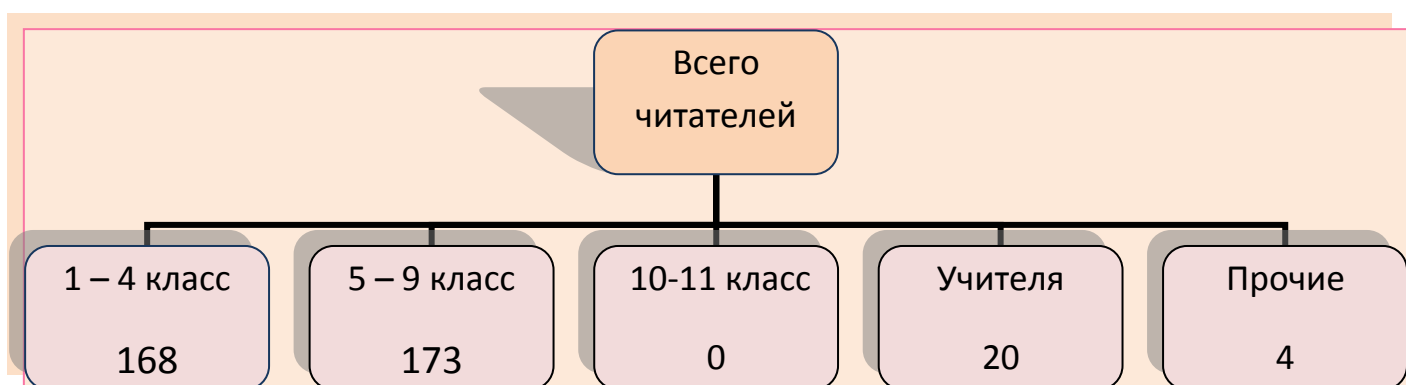 Всего
читателей
1 – 4 класс
168
5 – 9 класс
173
10-11 класс
0
Учителя
20
Прочие
4